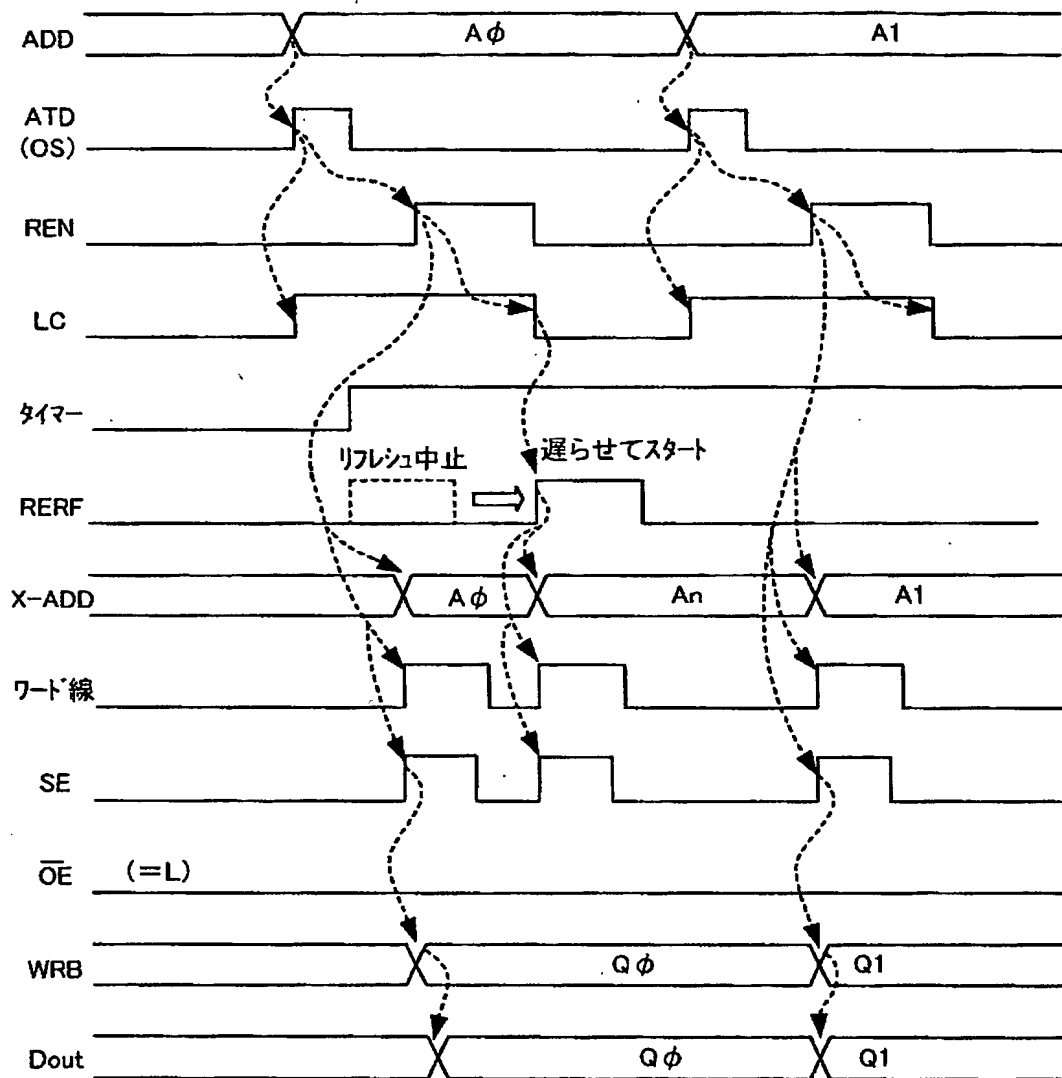 ADD Aφ A1
ATD
(OS)
REN
LC
タイマー
リフレシュ中止 遅らせてスタート
RERF
X-ADD Aφ An A1
ワード線
SE
O̅E̅ (=L)
WRB Qφ Q1
Dout Qφ Q1